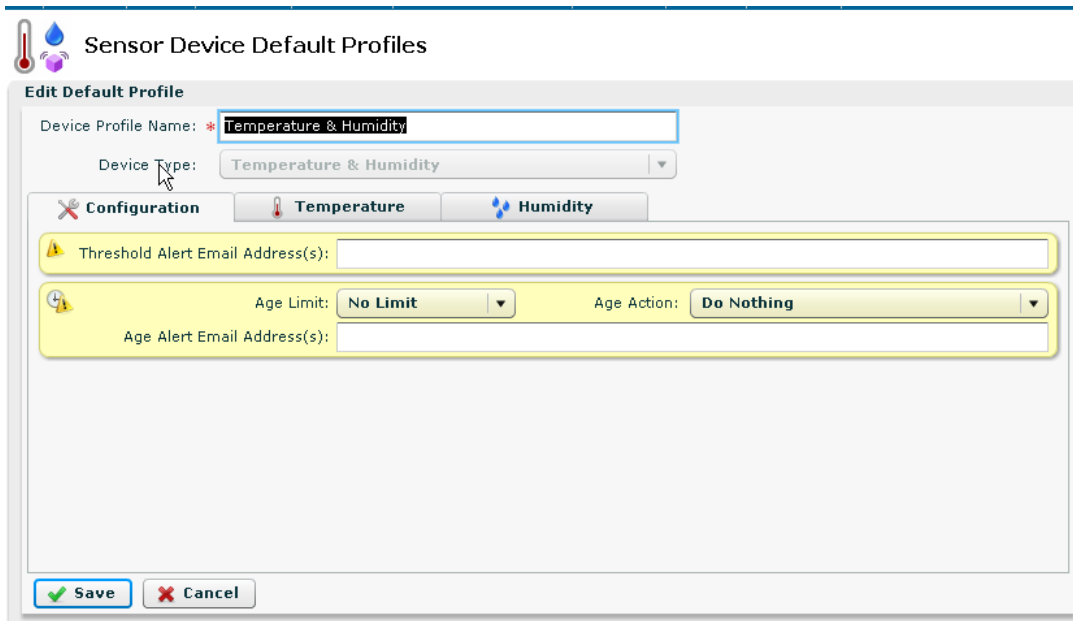 Sensor Device Default Profiles
Edit Default Profile
Device Profile Name: * Temperature & Humidity
Device Type: Temperature & Humidity
Configuration Temperature Humidity
Threshold Alert Email Address(s):
Age Limit: No Limit Age Action: Do Nothing
Age Alert Email Address(s):
Save Cancel